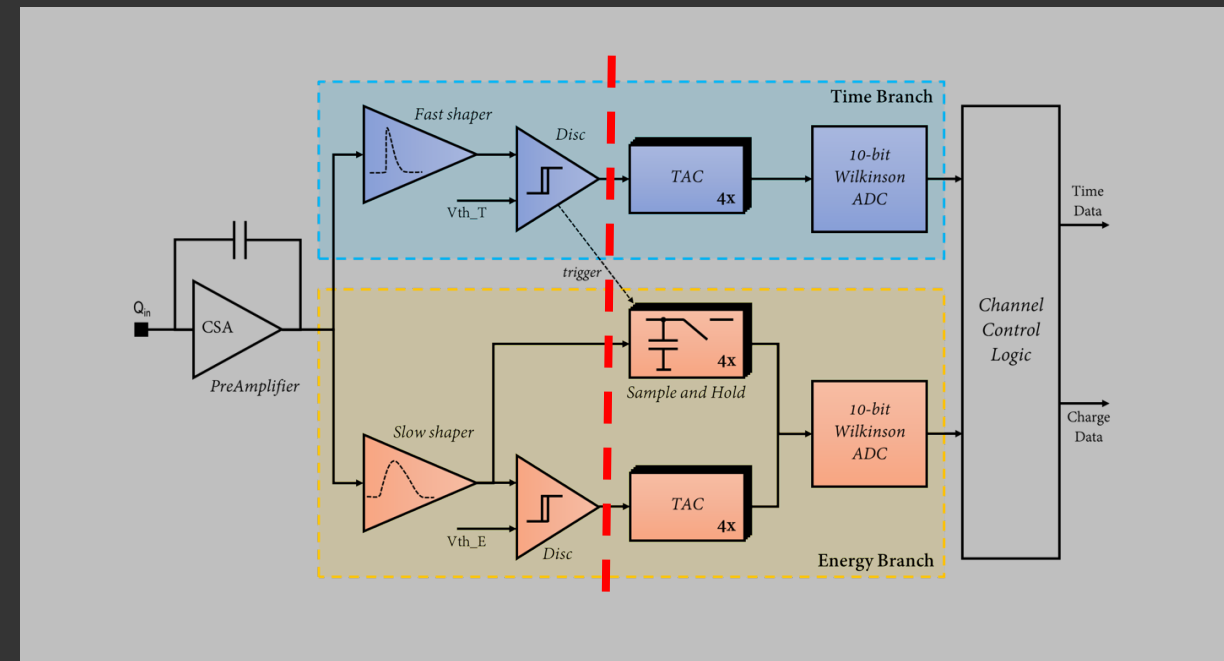 Time Branch
Fast shaper
Disc
TAC
4x
10-bit
Wilkinson
ADC
Vth_T
trigger
Time
Data
Qin
CSA
PreAmplifier
4x
Sample and Hold
Channel
Control
Logic
Slow shaper
10-bit
Wilkinson
ADC
Charge
Data
TAC
4x
Vth_E
Disc
Energy Branch